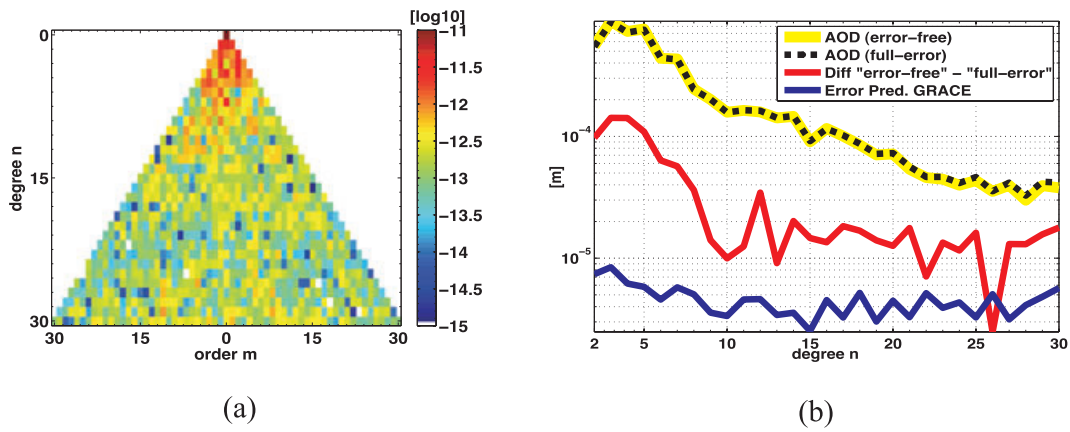 [log10]
0
15
30
degree n
30 15 0 15 30
order m
−11
−11.5
−12
−12.5
−13
−13.5
−14
−14.5
−15
(a)
AOD (error−free)
AOD (full−error)
Diff "error−free" − "full−error"
Error Pred. GRACE
10⁻⁴
[m]
10⁻⁵
2 5 10 15 20 25 30
degree n
(b)